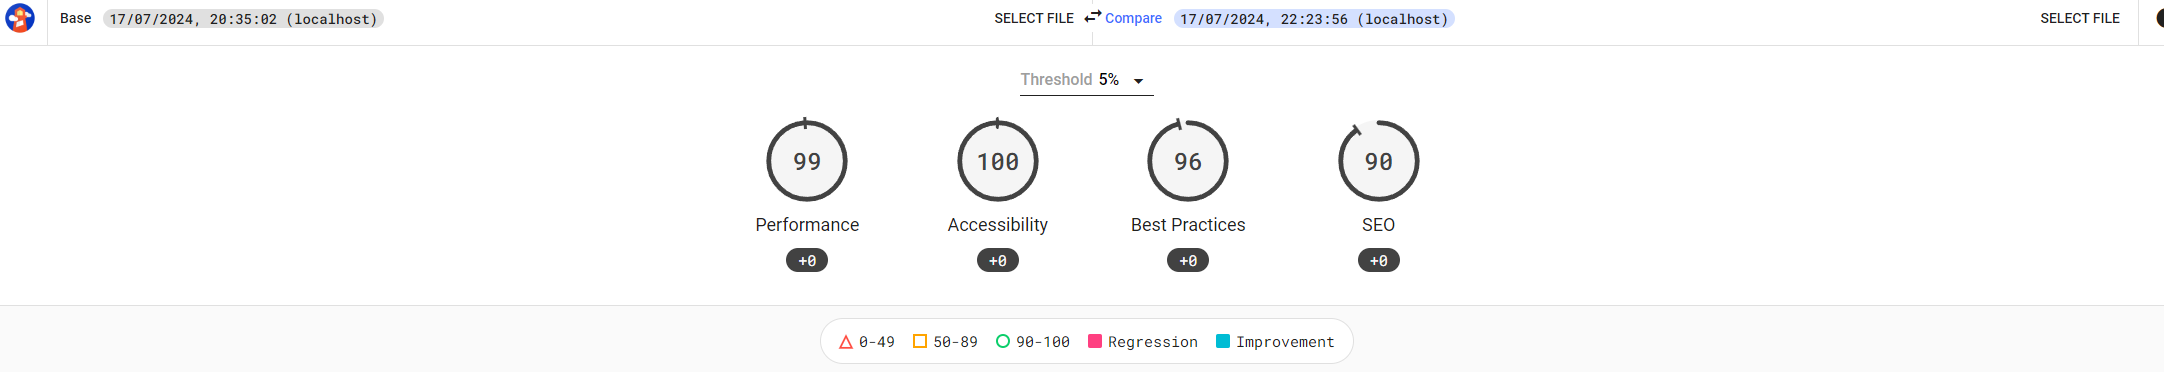 Base 17/07/2024, 20:35:02 (localhost) SELECT FILE Compare 17/07/2024, 22:23:56 (localhost) SELECT FILE
Threshold 5%
99 100 96 90
Performance Accessibility Best Practices SEO
+0 +0 +0 +0
0-49 50-89 90-100 Regression Improvement